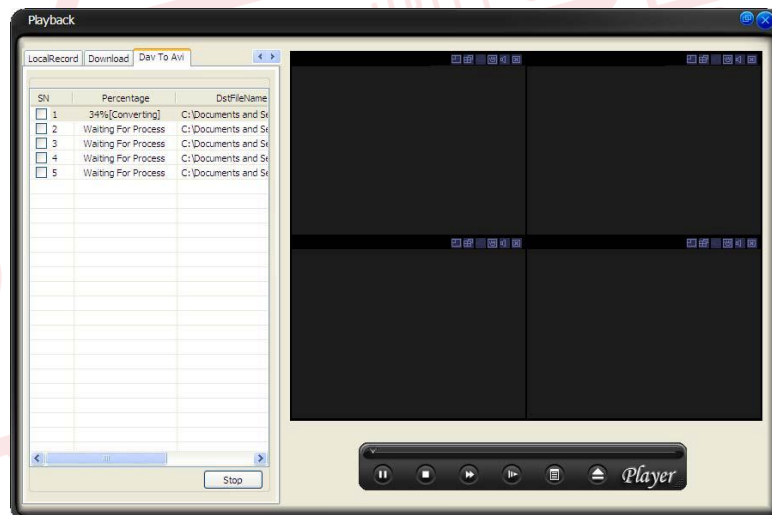 Playback
LocalRecord Download Dav To Avi
SN Percentage DstFileName
1 34%[Converting] C:\Documents and Se
2 Waiting For Process C:\Documents and Se
3 Waiting For Process C:\Documents and Se
4 Waiting For Process C:\Documents and Se
5 Waiting For Process C:\Documents and Se
Stop
Player